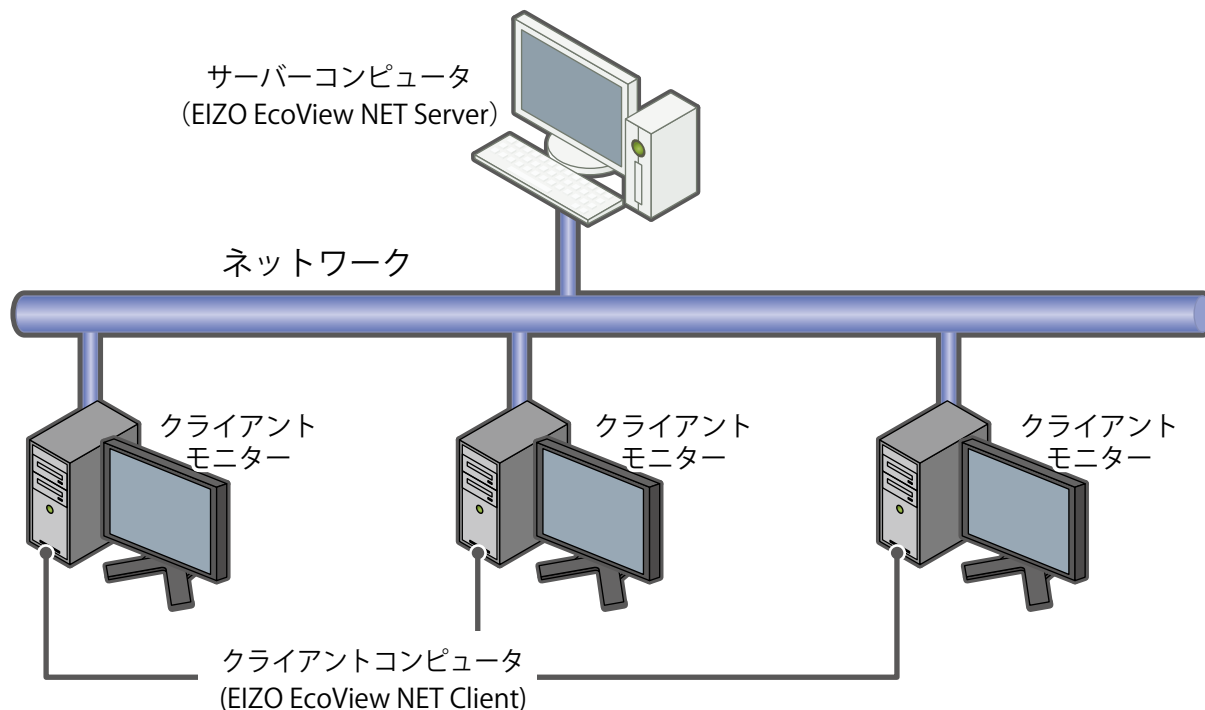 サーバーコンピュータ
（EIZO EcoView NET Server）
ネットワーク
クライアント
モニター
クライアント
モニター
クライアント
モニター
クライアントコンピュータ
(EIZO EcoView NET Client)